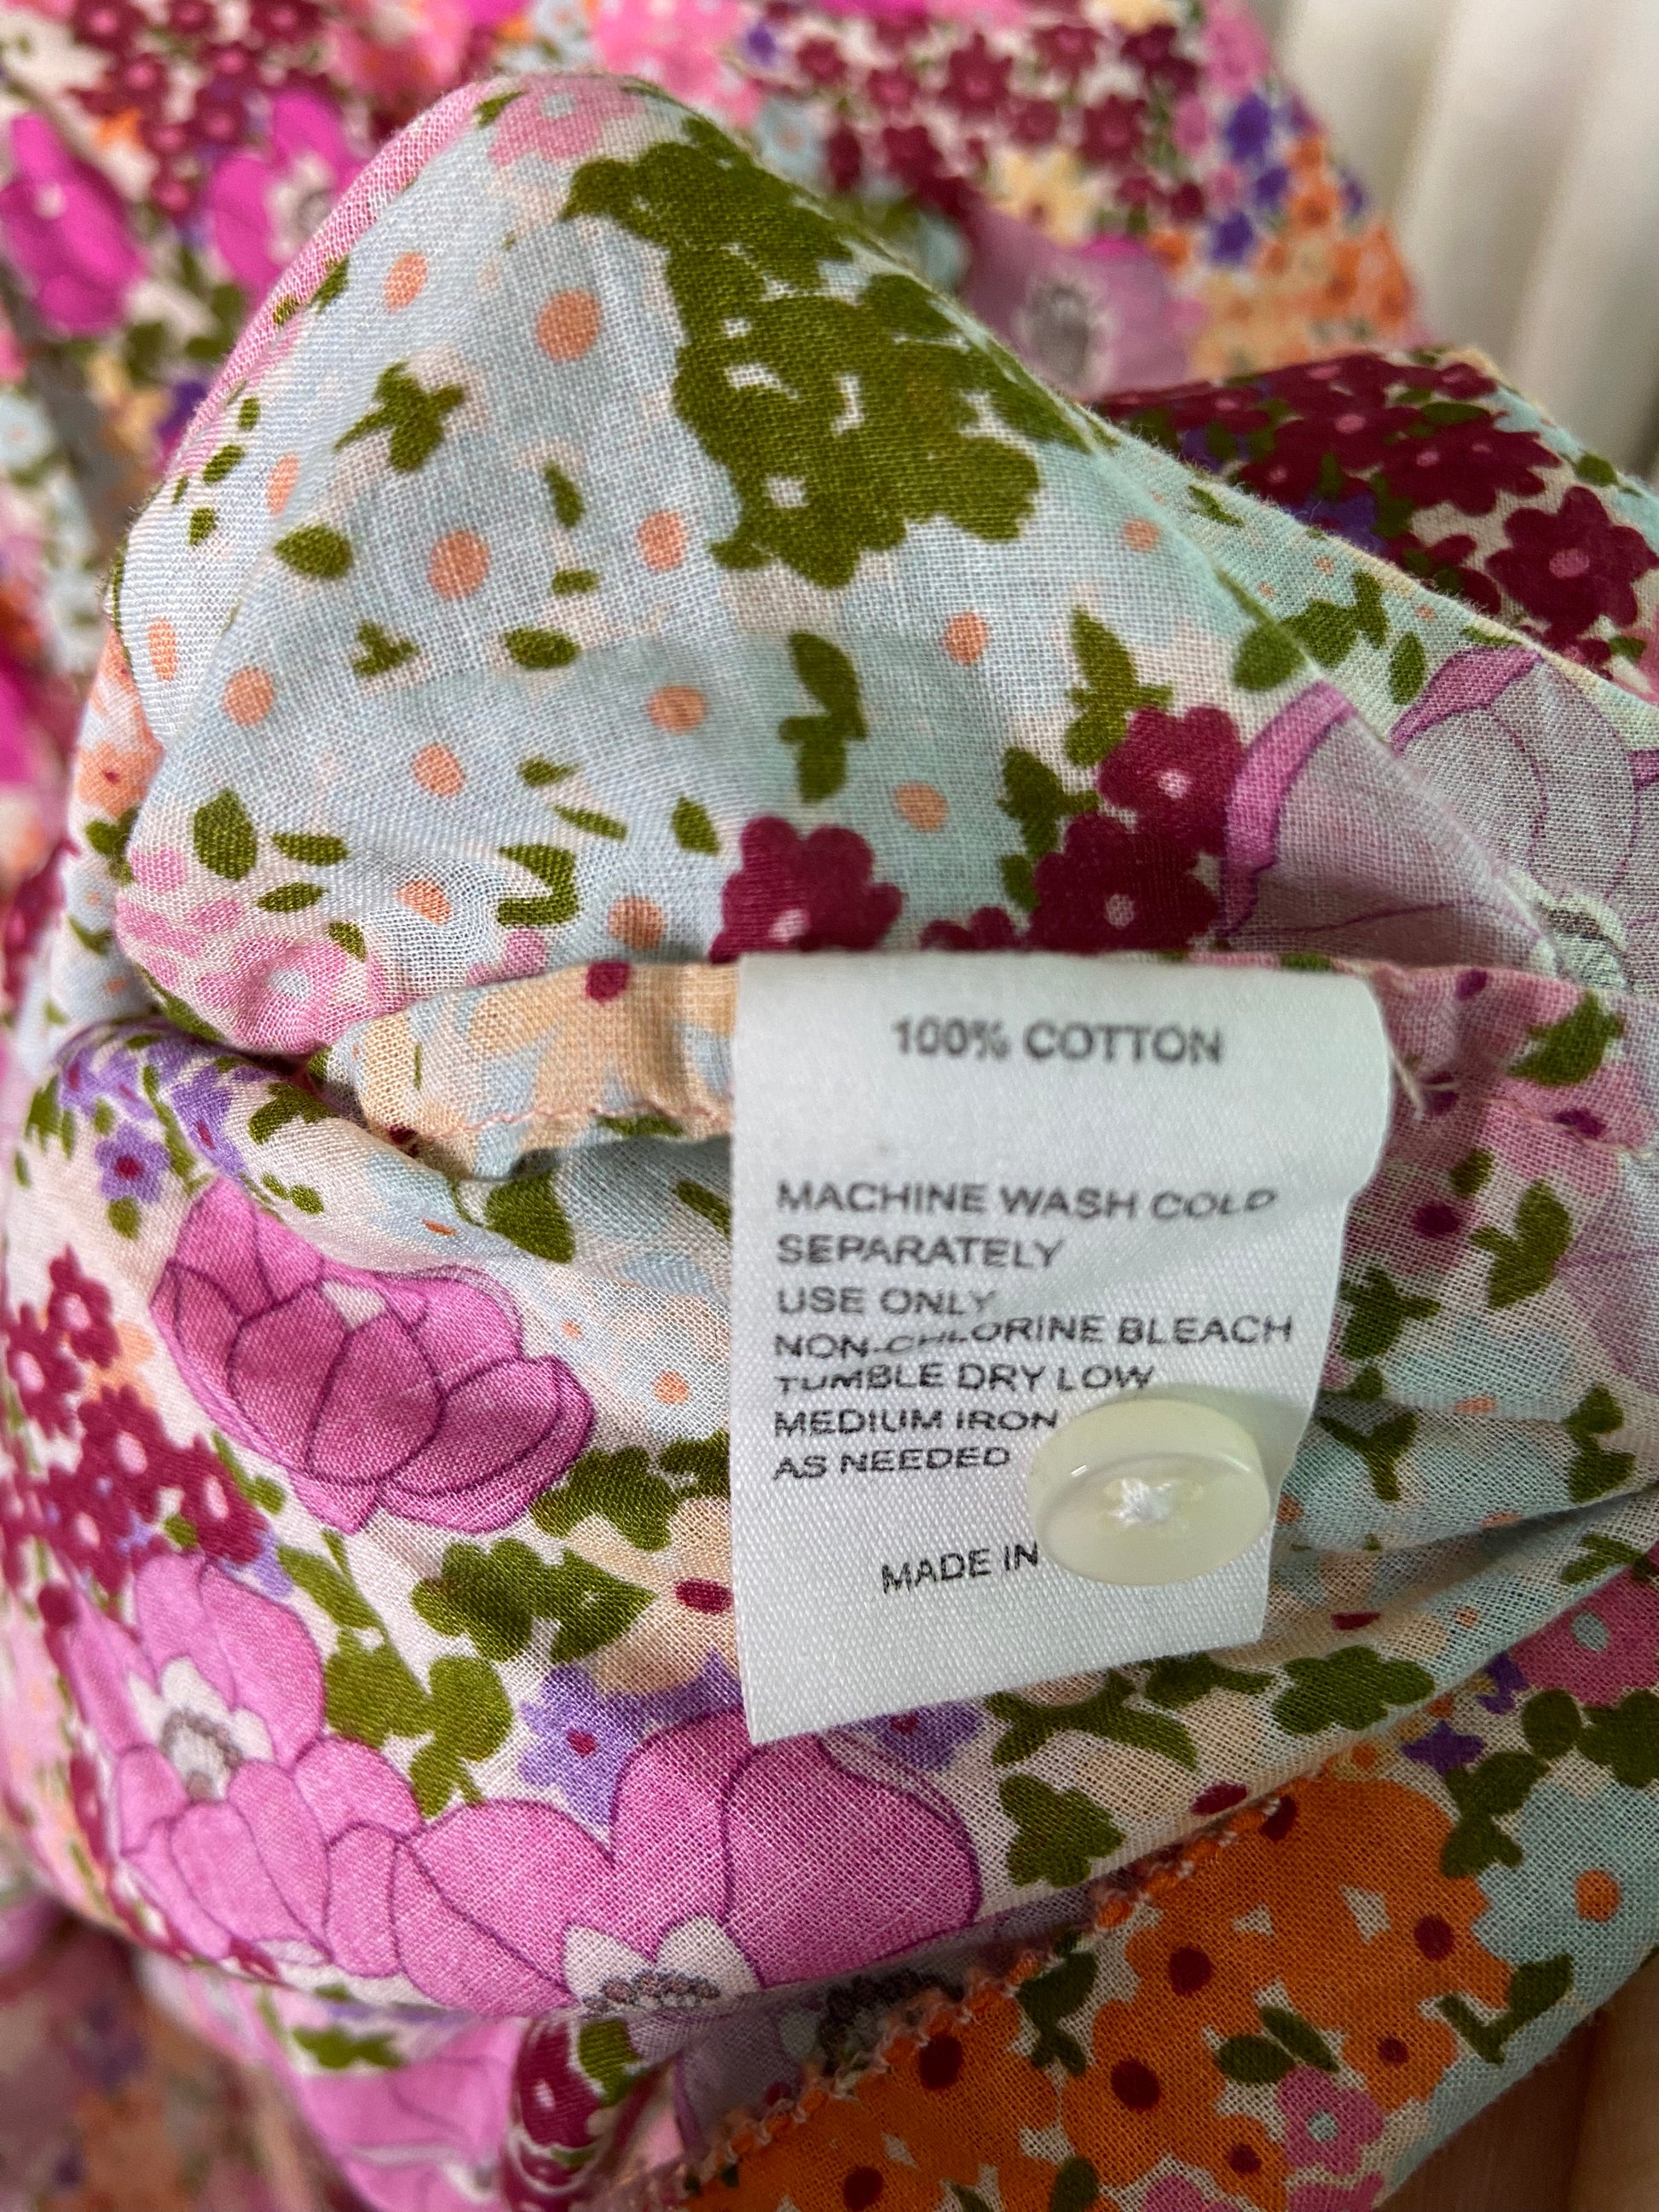 100% COTTON
MACHINE WASH COLD
SEPARATELY
USE ONLY
NON-CHLORINE BLEACH
TUMBLE DRY LOW
MEDIUM IRON
AS NEEDED
MADE IN